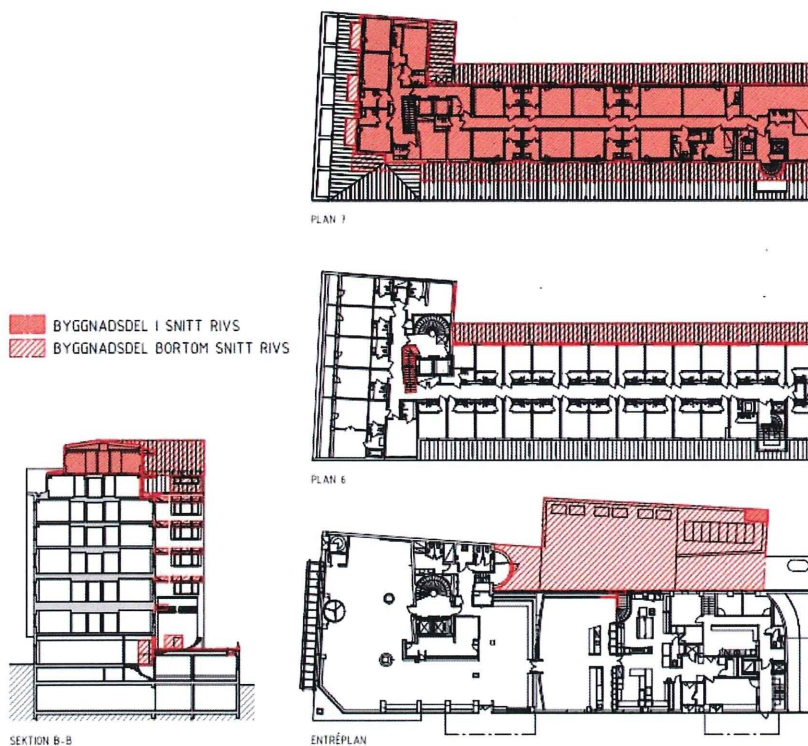 PLAN 7
BYGGNADSDEL I SNITT RIVS
BYGGNADSDEL BORTOM SNITT RIVS
PLAN 6
SEKTION B-B
ENTRÉPLAN